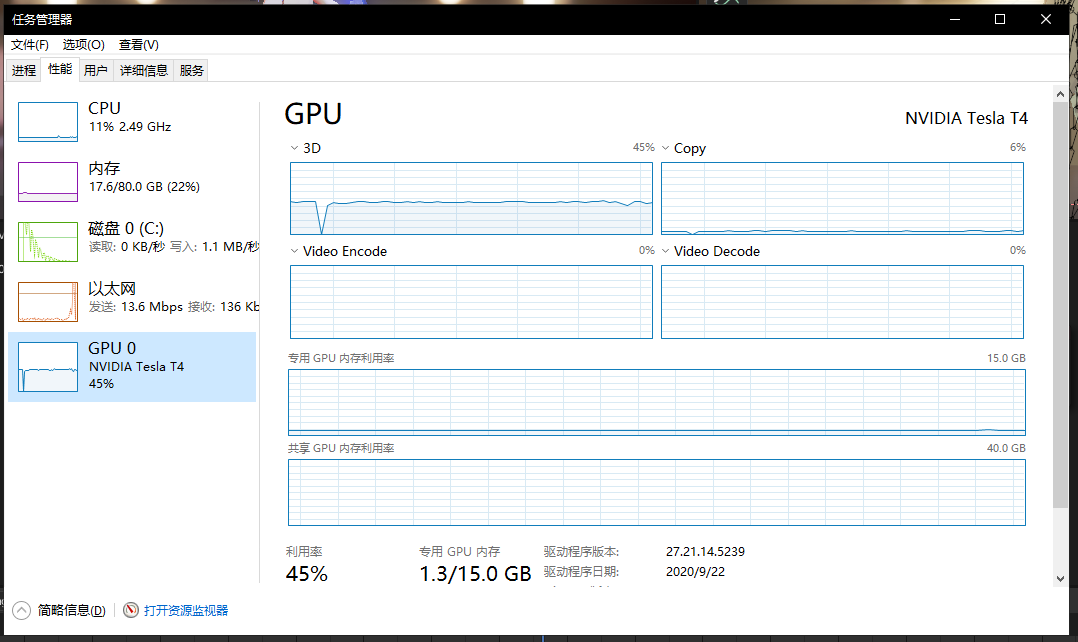 任务管理器
文件(F) 选项(O) 查看(V)
进程 性能 用户 详细信息 服务
CPU
11% 2.49 GHz
内存
17.6/80.0 GB (22%)
磁盘 0 (C:)
读取: 0 KB/秒 写入: 1.1 MB/秒
以太网
发送: 13.6 Mbps 接收: 136 Kb
GPU 0
NVIDIA Tesla T4
45%
GPU
NVIDIA Tesla T4
3D 45%
Copy 6%
Video Encode 0%
Video Decode 0%
专用 GPU 内存利用率 15.0 GB
共享 GPU 内存利用率 40.0 GB
利用率
45%
专用 GPU 内存
1.3/15.0 GB
驱动程序版本: 27.21.14.5239
驱动程序日期: 2020/9/22
简略信息(D) 打开资源监视器